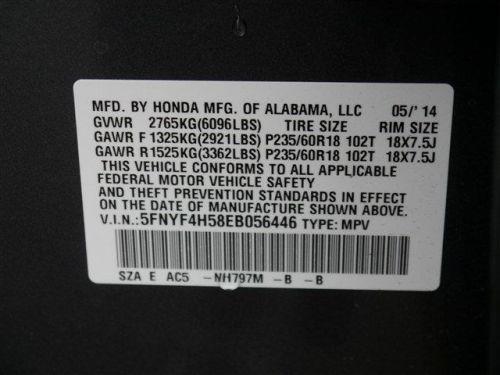 MFD. BY HONDA MFG. OF ALABAMA, LLC 05/'14
GVWR 2765KG(6096LBS) TIRE SIZE RIM SIZE
GAWR F 1325KG(2921LBS) P235/60R18 102T 18X7.5J
GAWR R1525KG(3362LBS) P235/60R18 102T 18X7.5J
THIS VEHICLE CONFORMS TO ALL APPLICABLE
FEDERAL MOTOR VEHICLE SAFETY
AND THEFT PREVENTION STANDARDS IN EFFECT
ON THE DATE OF MANUFACTURE SHOWN ABOVE.
V.I.N.: 5FNYF4H58EB056446 TYPE: MPV
SZA E AC5 -NH797M -B -B